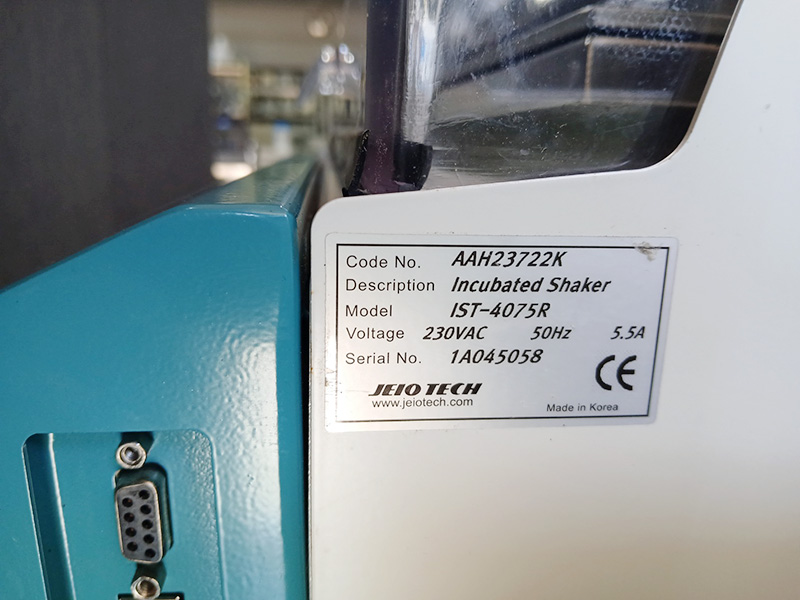 Code No. AAH23722K
Description Incubated Shaker
Model IST-4075R
Voltage 230VAC 50Hz 5.5A
Serial No. 1A045058
CE
JEIO TECH
www.jeiotech.com
Made in Korea